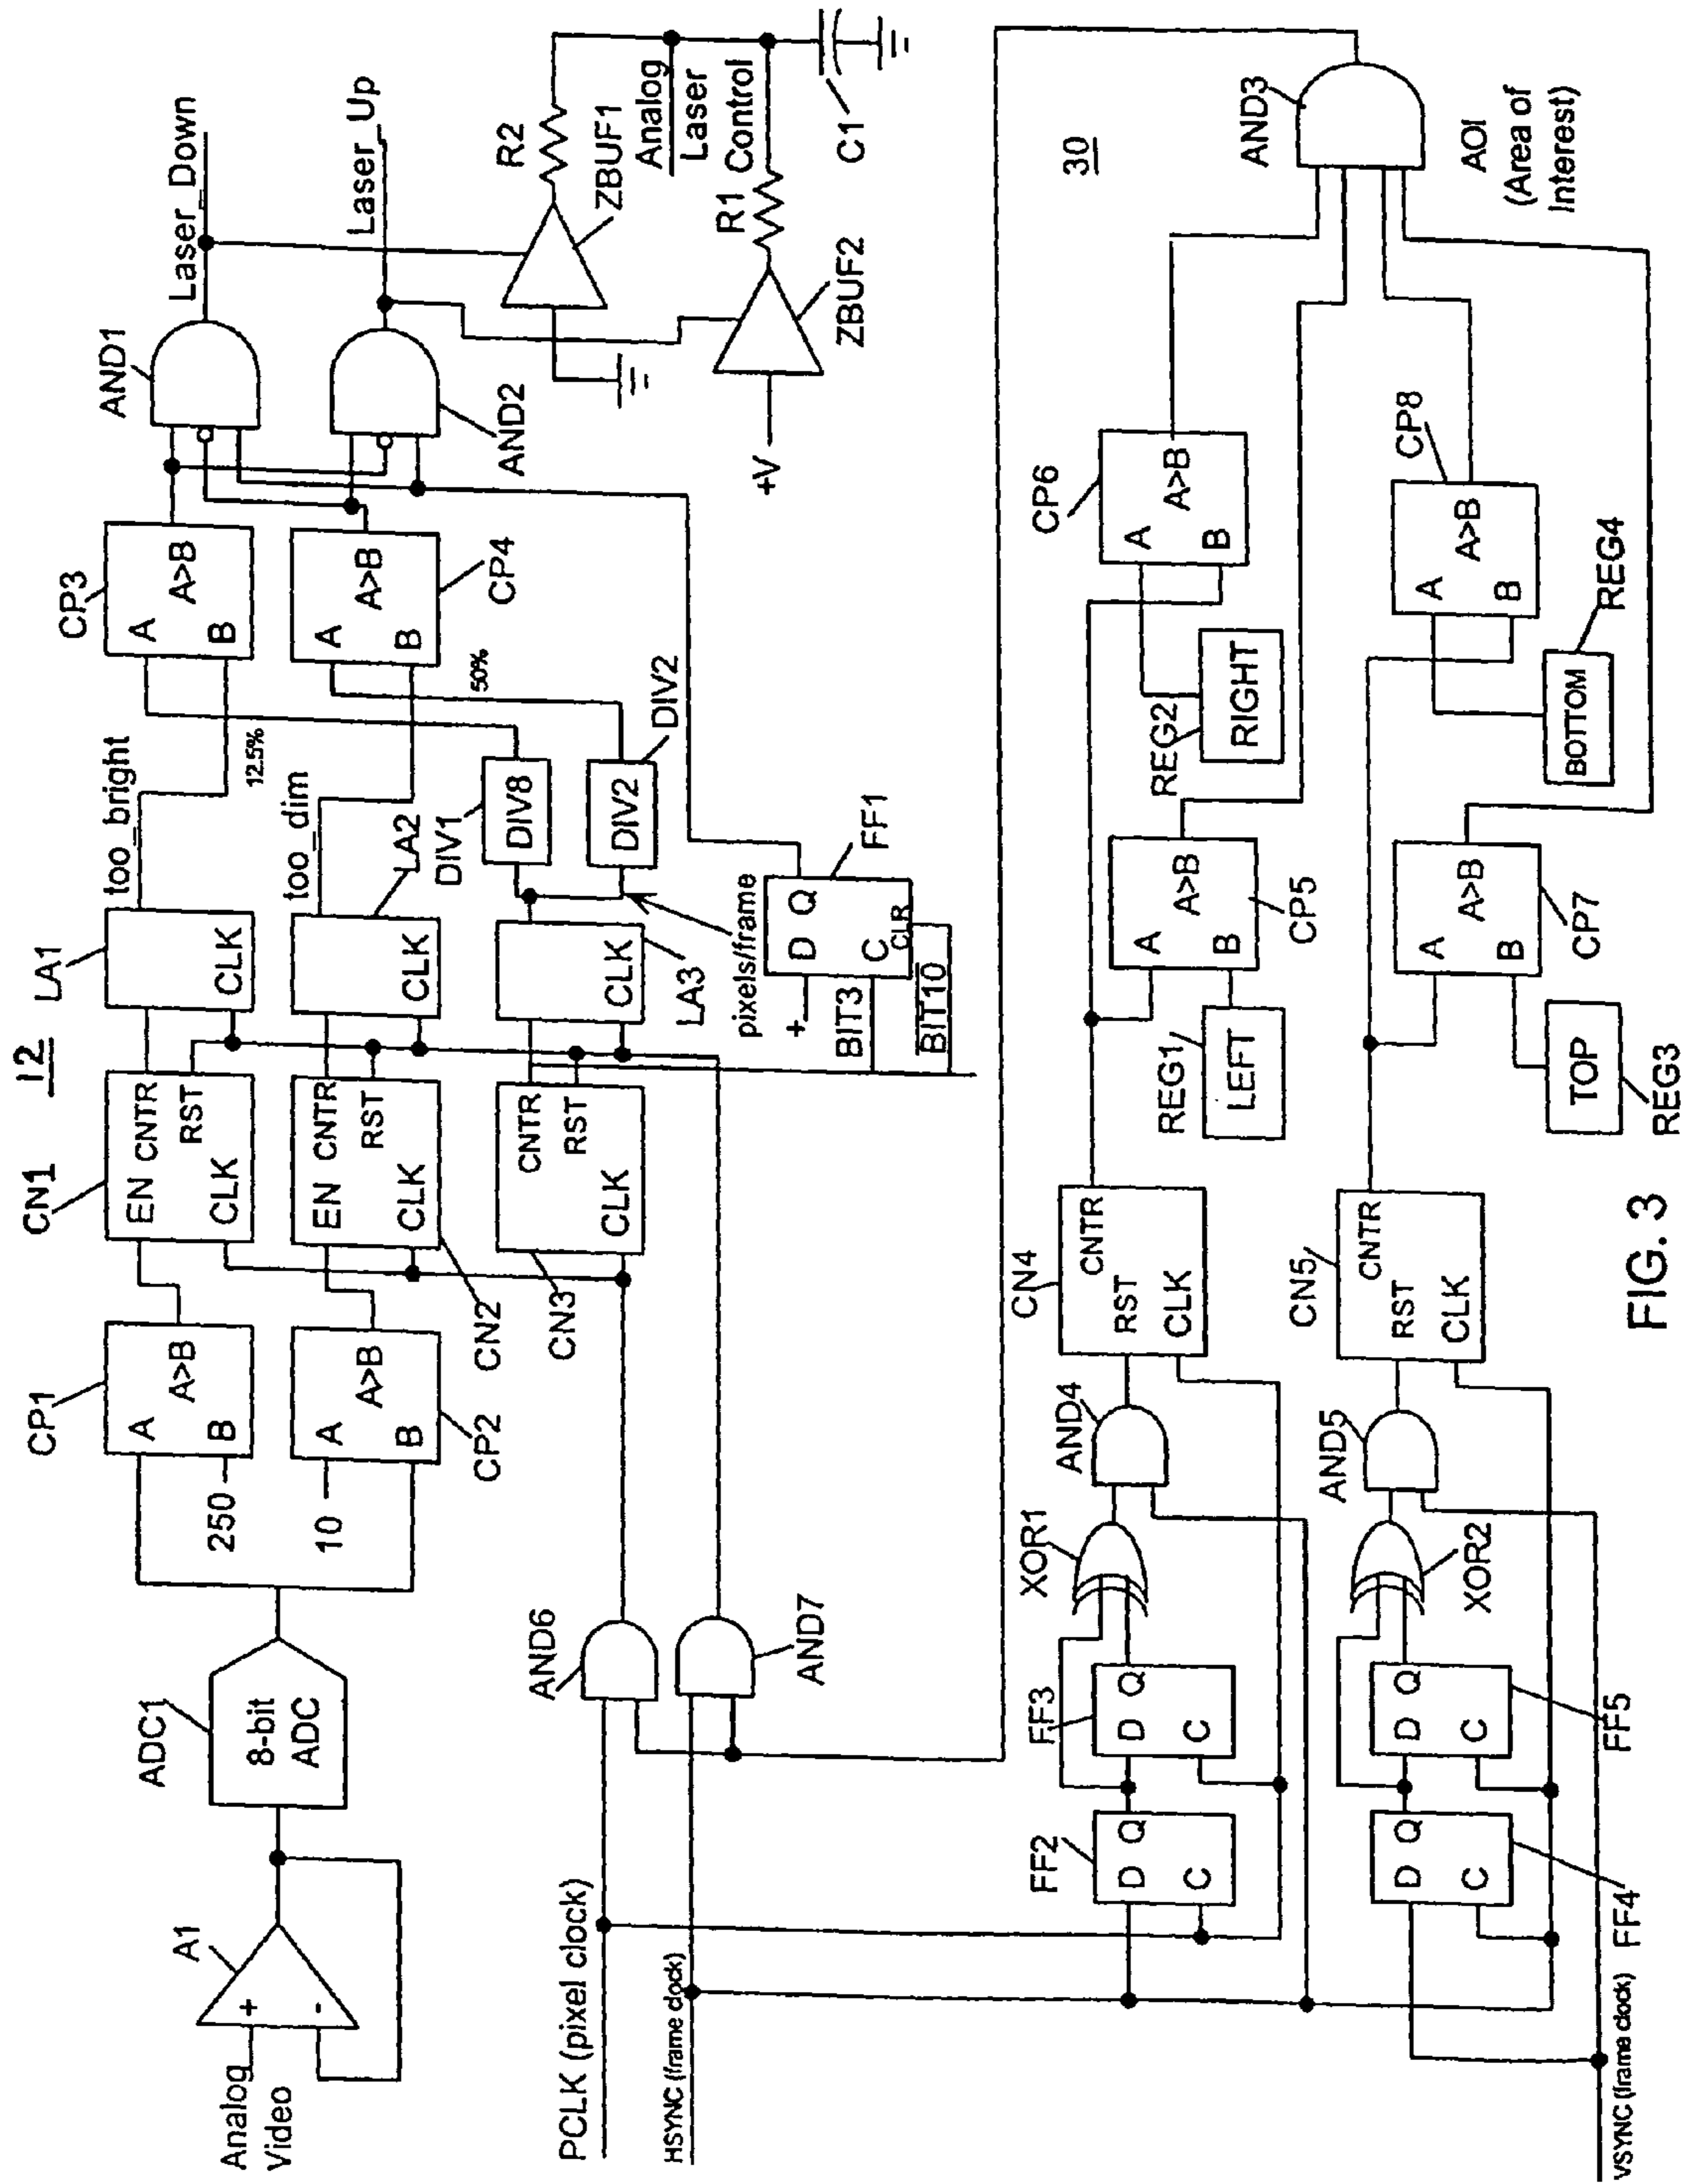 12
CN1
LA1
too_bright
CP3
AND1
Laser_Down
CP1
A
A>B
B
250
EN CNTR
RST
CLK
CLK
12.5%
A
A>B
B
Laser_Up
ADC1
8-bit
ADC
A1
+
-
Analog
Video
10
A
A>B
B
CP2
EN CNTR
RST
CLK
CN2
CLK
LA2
too_dim
A
A>B
B
CP4
50%
AND2
R2
ZBUF1
Analog
Laser
Control
R1
ZBUF2
+V
C1
CNTR
RST
CLK
CN3
CLK
LA3
DIV1
DIV8
DIV2
DIV2
pixels/frame
+
D Q
C
CLR
FF1
BIT3
BIT10
AND6
AND7
PCLK (pixel clock)
HSYNC (frame clock)
30
AND3
AOI
(Area of
Interest)
FF2
D Q
C
FF3
D Q
C
XOR1
AND4
CN4
CNTR
RST
CLK
REG1
LEFT
A
A>B
B
CP5
REG2
RIGHT
CP6
A
A>B
B
FF4
D Q
C
FF5
D Q
C
XOR2
AND5
CN5
CNTR
RST
CLK
TOP
REG3
A
A>B
B
CP7
BOTTOM
REG4
CP8
A
A>B
B
VSYNC (frame clock)
FIG. 3